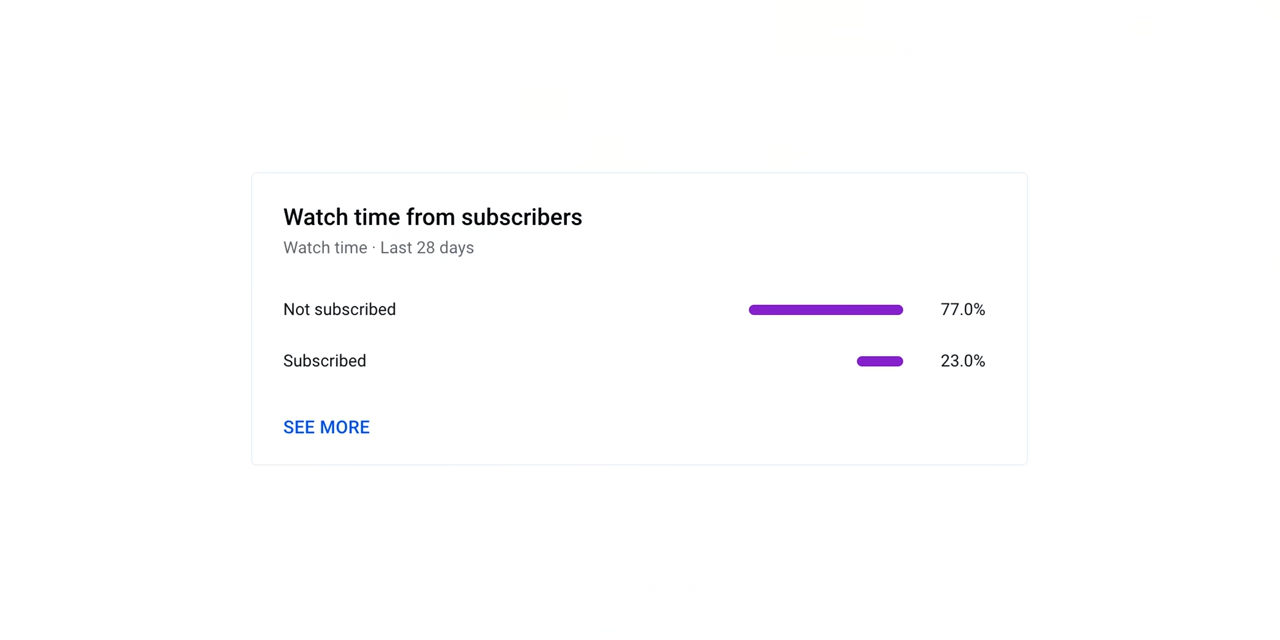 Watch time from subscribers
Watch time · Last 28 days
Not subscribed 77.0%
Subscribed 23.0%
SEE MORE